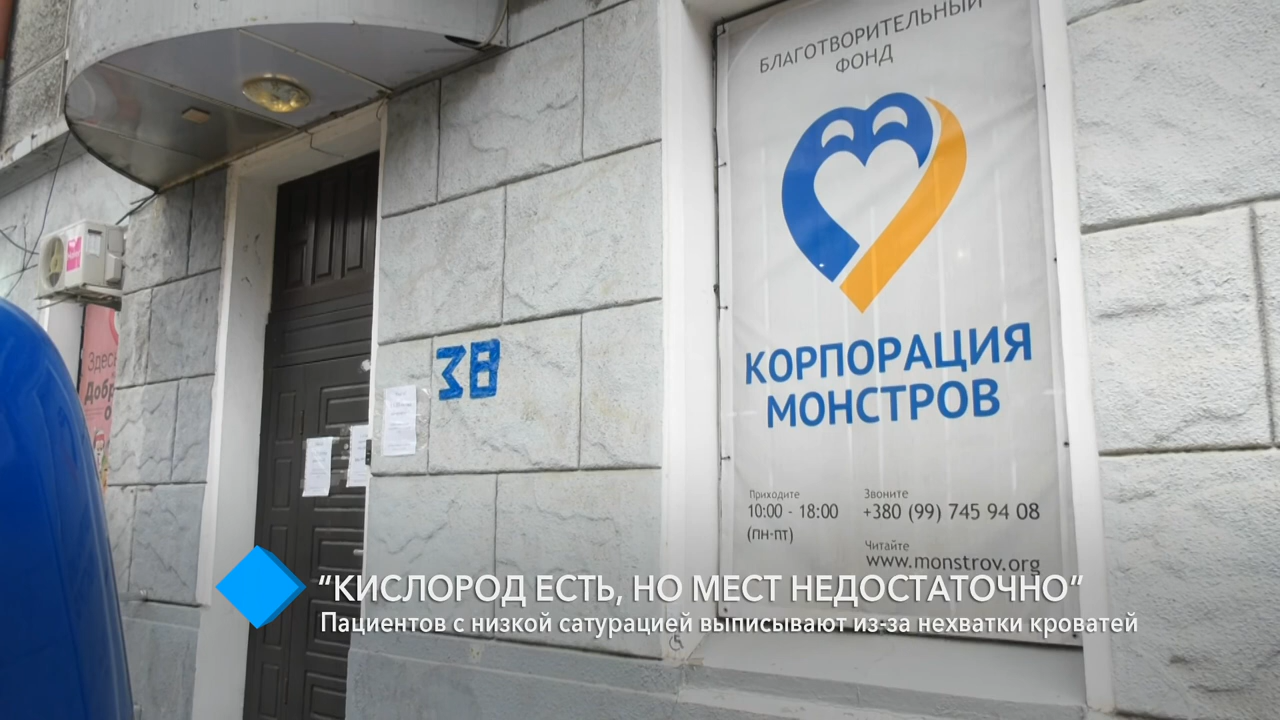 БЛАГОТВОРИТЕЛЬНЫЙ
ФОНД
КОРПОРАЦИЯ
МОНСТРОВ
Приходите
10:00 - 18:00
(ПН-ПТ)
Звоните
+380 (99) 745 94 08
Читайте
www.monstrov.org
38
Здесь
"КИСЛОРОД ЕСТЬ, НО МЕСТ НЕДОСТАТОЧНО"
Пациентов с низкой сатурацией выписывают из-за нехватки кроватей